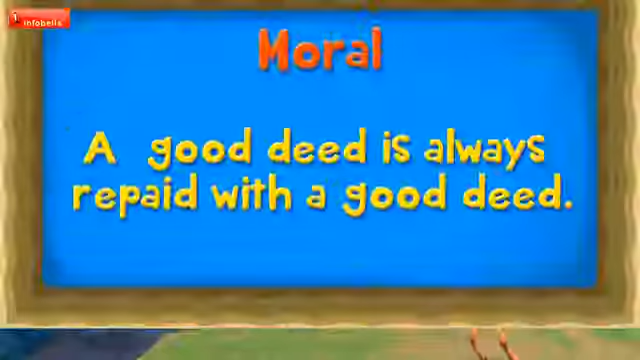 infobells
Moral
A good deed is always
repaid with a good deed.